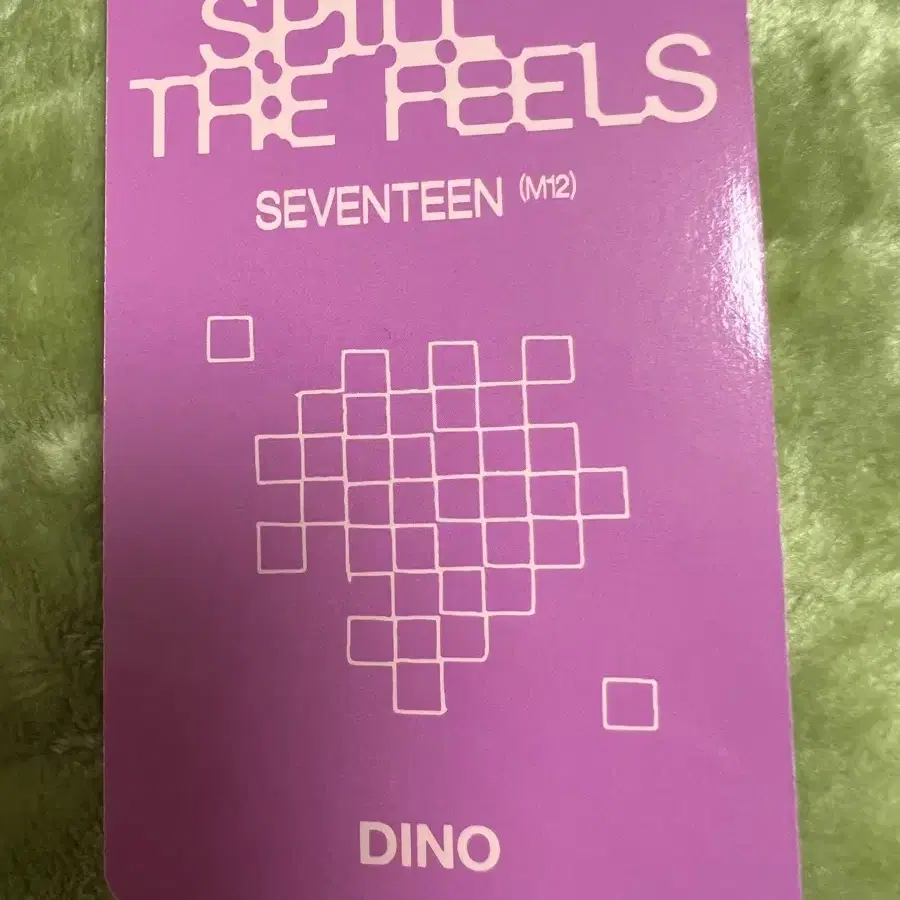 SPILL
THE FEELS
SEVENTEEN (M12)
DINO